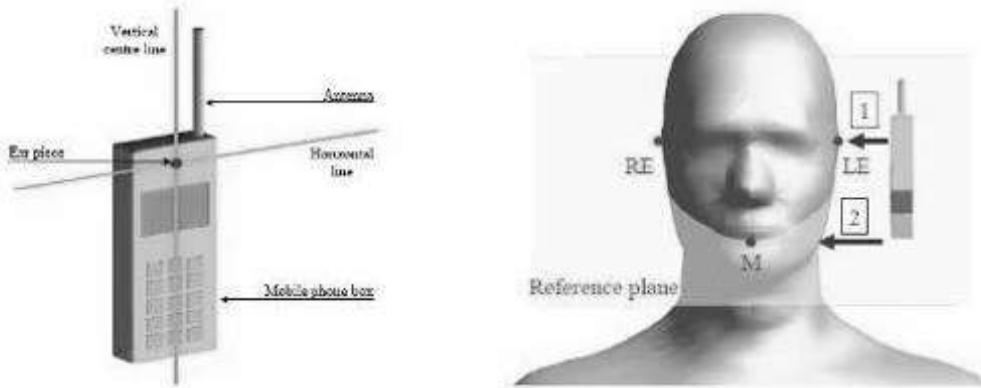 Vertical
centre line
Antenna
Ear piece
Horizontal
line
Mobile phone box
1
RE
LE
2
M
Reference plane